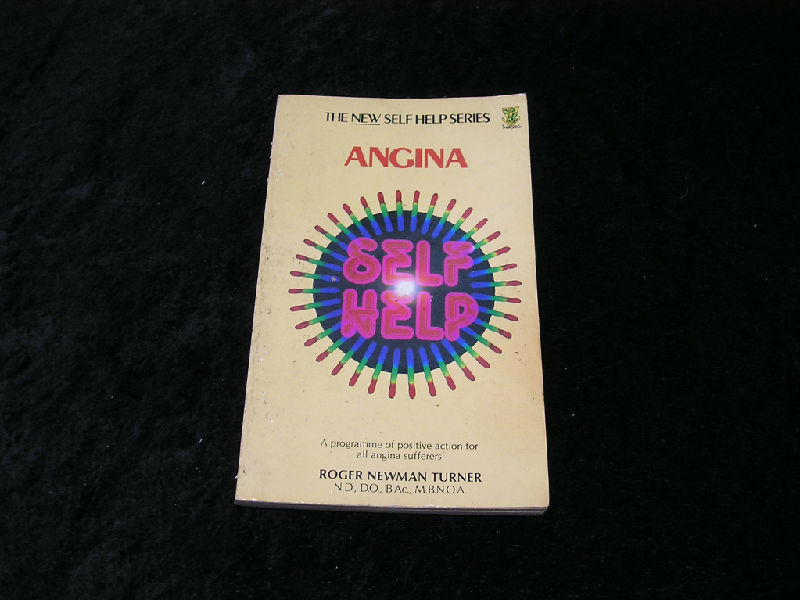 THE NEW SELF HELP SERIES
ANGINA
SELF
HELP
A programme of positive action for
all angina sufferers
ROGER NEWMAN TURNER
N.D., D.O., B.Ac., M.B.N.O.A.